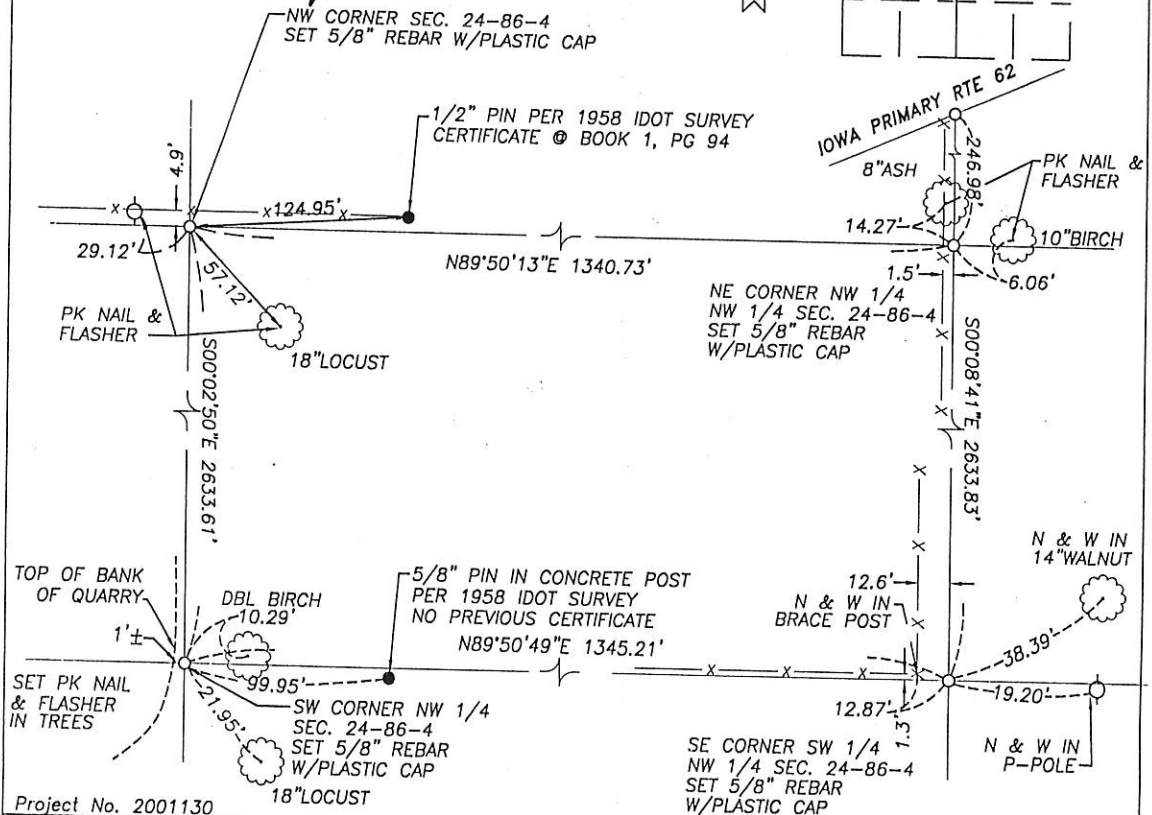 NW CORNER SEC. 24-86-4
SET 5/8" REBAR W/PLASTIC CAP
1/2" PIN PER 1958 IDOT SURVEY
CERTIFICATE @ BOOK 1, PG 94
IOWA PRIMARY RTE 62
4.9'
X
X 124.95' X
29.12'
57.12'
PK NAIL &
FLASHER
18"LOCUST
N89°50'13"E 1340.73'
8"ASH
246.98'
PK NAIL &
FLASHER
14.27'
10"BIRCH
1.5'
6.06'
NE CORNER NW 1/4
NW 1/4 SEC. 24-86-4
SET 5/8" REBAR
W/PLASTIC CAP
S00°02'50"E 2633.61'
S00°08'41"E 2633.83'
TOP OF BANK
OF QUARRY
1'±
DBL BIRCH
10.29'
5/8" PIN IN CONCRETE POST
PER 1958 IDOT SURVEY
NO PREVIOUS CERTIFICATE
N89°50'49"E 1345.21'
99.95'
21.95'
SET PK NAIL
& FLASHER
IN TREES
SW CORNER NW 1/4
SEC. 24-86-4
SET 5/8" REBAR
W/PLASTIC CAP
18"LOCUST
12.6'
N & W IN
BRACE POST
N & W IN
14"WALNUT
38.39'
19.20'
12.87'
1.3'
N & W IN
P-POLE
SE CORNER SW 1/4
NW 1/4 SEC. 24-86-4
SET 5/8" REBAR
W/PLASTIC CAP
Project No. 2001130